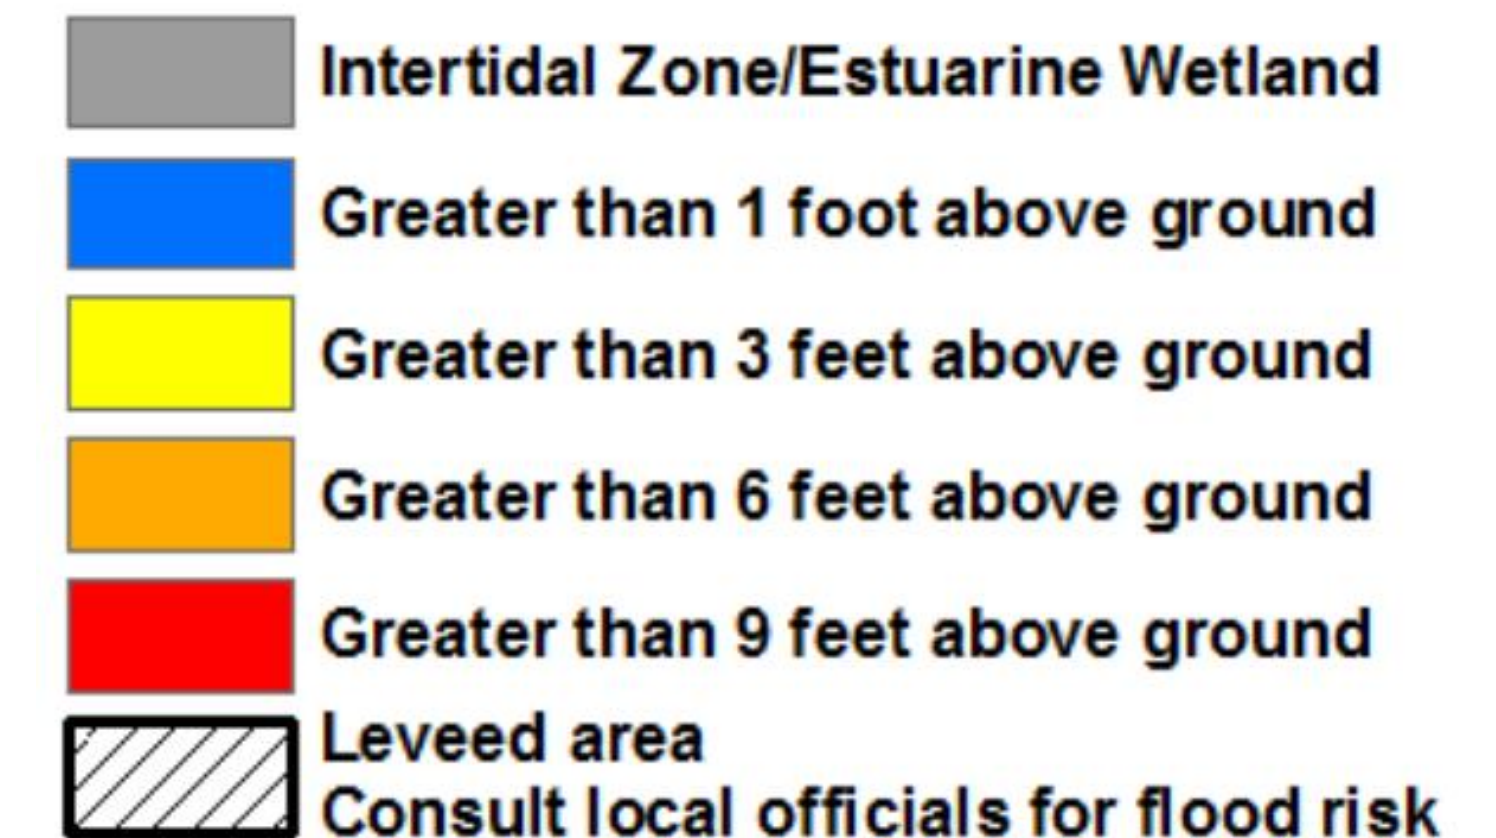 Intertidal Zone/Estuarine Wetland
Greater than 1 foot above ground
Greater than 3 feet above ground
Greater than 6 feet above ground
Greater than 9 feet above ground
Leveed area
Consult local officials for flood risk